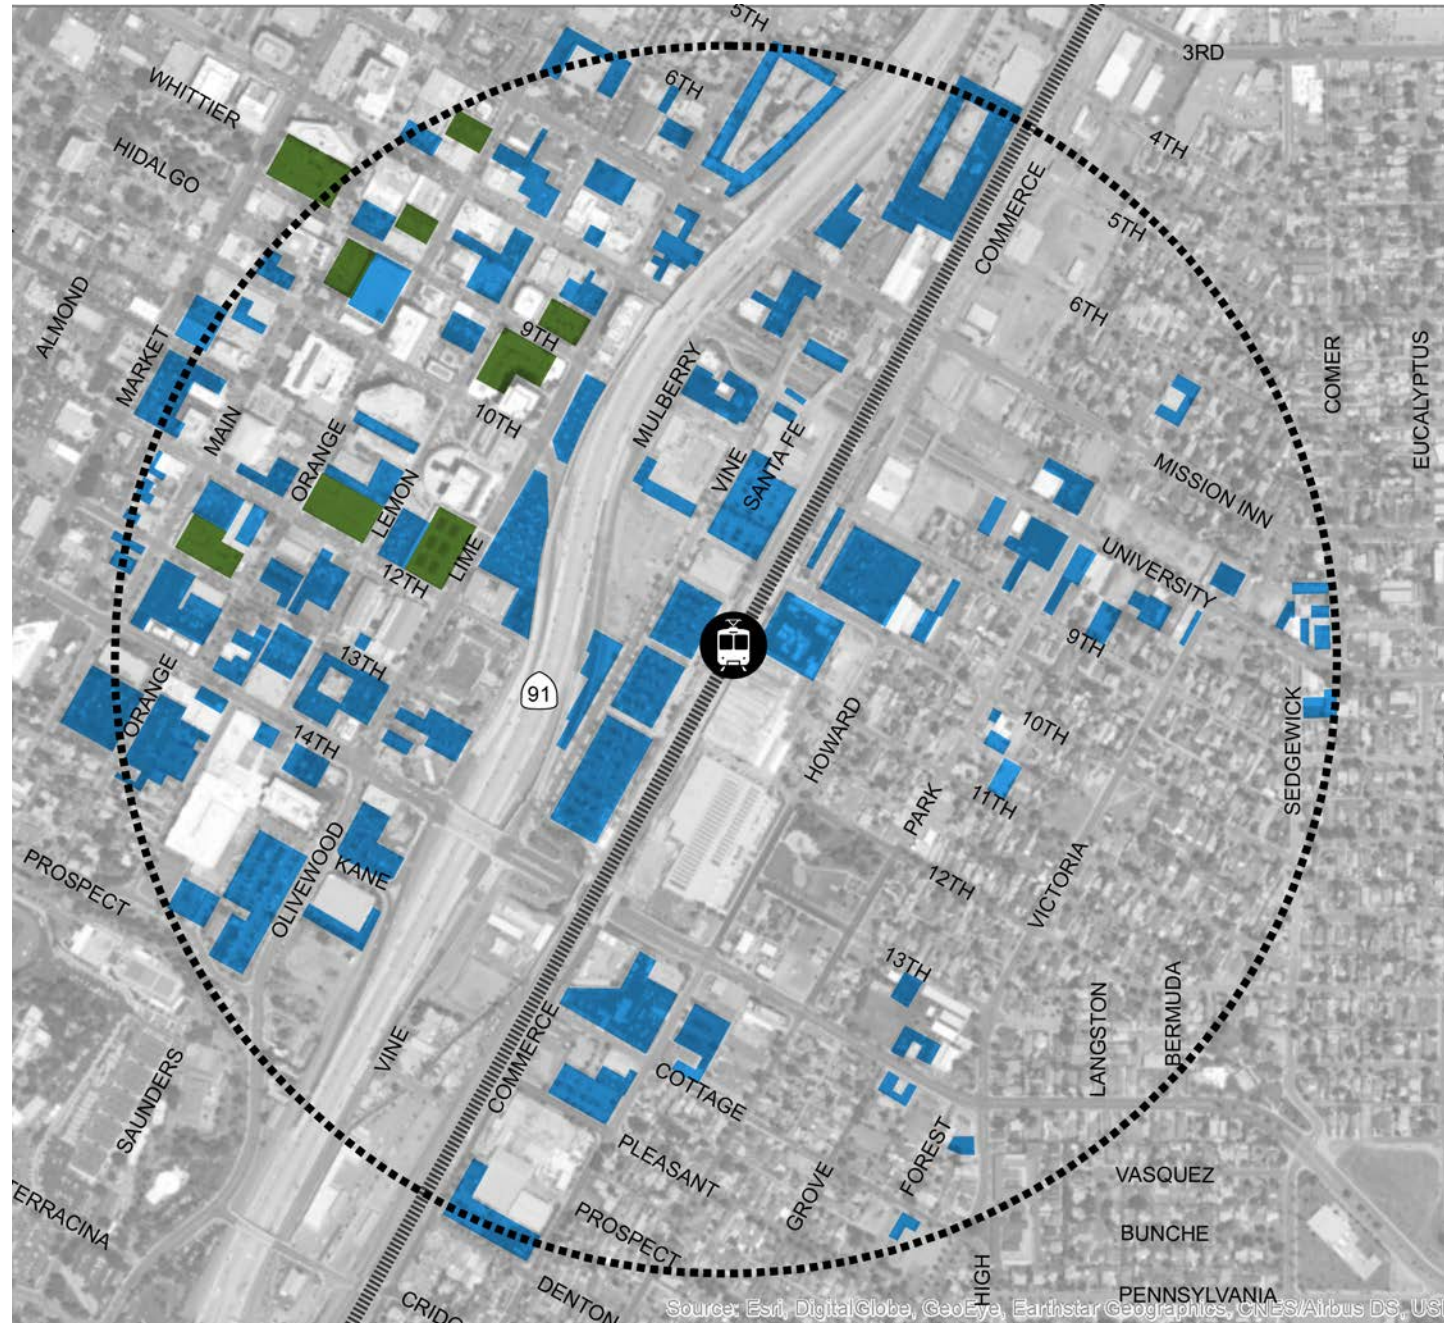 5TH
3RD
6TH
WHITTIER
4TH
HIDALGO
COMMERCE
5TH
6TH
ALMOND
MARKET
9TH
MULBERRY
COMER
EUCALYPTUS
10TH
MAIN
ORANGE
LEMON
VINE
SANTA FE
MISSION INN
LIME
12TH
UNIVERSITY
9TH
13TH
ORANGE
91
14TH
HOWARD
10TH
SEDGEWICK
11TH
PARK
PROSPECT
OLIVEWOOD
KANE
12TH
VICTORIA
13TH
LANGSTON
BERMUDA
VINE
COMMERCE
SAUNDERS
COTTAGE
PLEASANT
GROVE
FOREST
VASQUEZ
TERRACINA
PROSPECT
BUNCHE
HIGH
DENTON
PENNSYLVANIA
CRIDG
Source: Esri, DigitalGlobe, GeoEye, Earthstar Geographics, CNES/Airbus DS, US